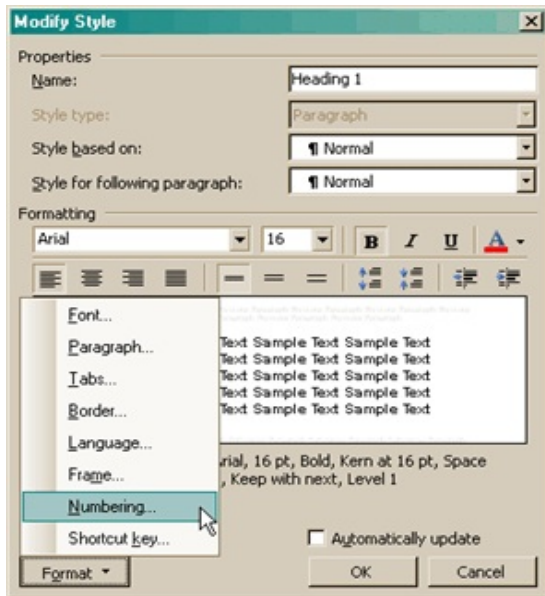 Modify Style
Properties
Name: Heading 1
Style type: Paragraph
Style based on: ¶ Normal
Style for following paragraph: ¶ Normal
Formatting
Arial 16 B I U A
Font...
Paragraph...
Text Sample Text Sample Text
Tabs...
Text Sample Text Sample Text
Text Sample Text Sample Text
Border...
Text Sample Text Sample Text
Language...
Text Sample Text Sample Text
Frame...
rial, 16 pt, Bold, Kern at 16 pt, Space
, Keep with next, Level 1
Numbering...
Shortcut key...
Automatically update
Format
OK
Cancel